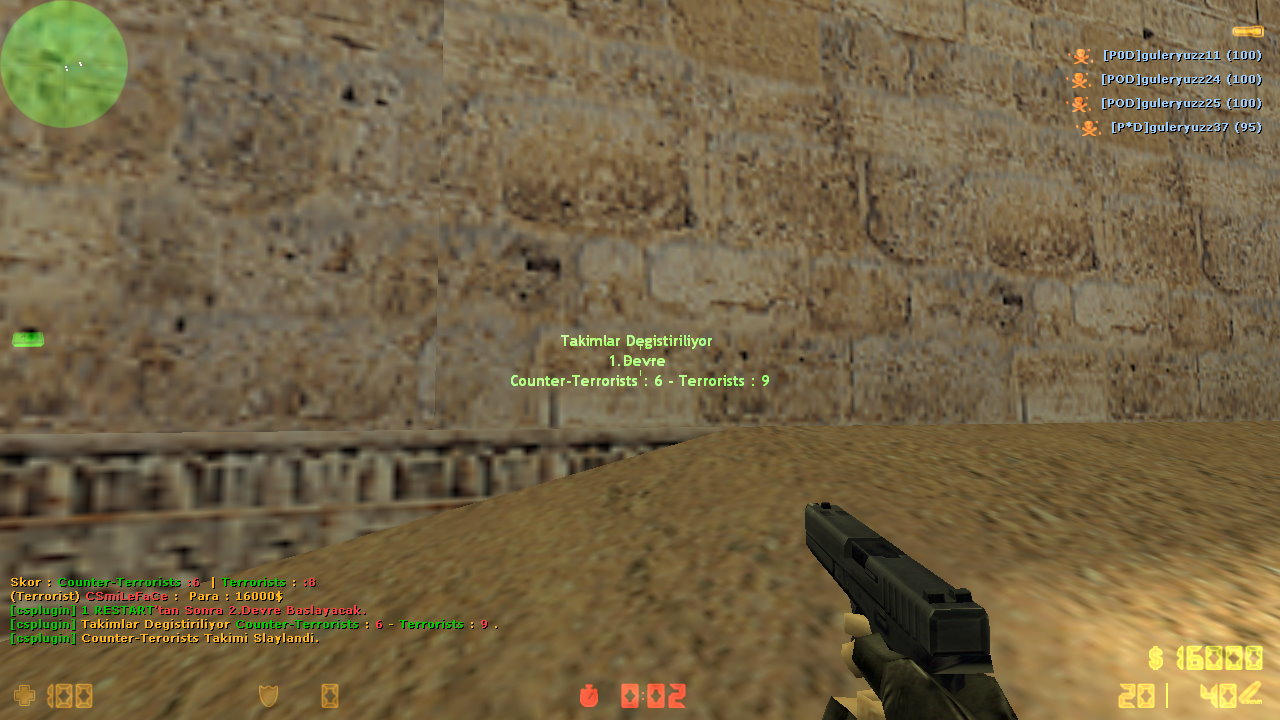 [P0D]guleryuzz11 (100)
[POD]guleryuzz24 (100)
[POD]guleryuzz25 (100)
[P*D]guleryuzz37 (95)
Takimlar Degistiriliyor
1.Devre
Counter-Terrorists : 6 - Terrorists : 9
Skor : Counter-Terrorists :6 | Terrorists : :8
(Terrorist) CSmiLeFaCe : Para : 16000$
[csplugin] 1 RESTART'tan Sonra 2.Devre Baslayacak.
[csplugin] Takimlar Degistiriliyor Counter-Terrorists : 6 - Terrorists : 9 .
[csplugin] Counter-Terorists Takimi Slaylandi.
$ 16000
100 0 0:02 20 | 40